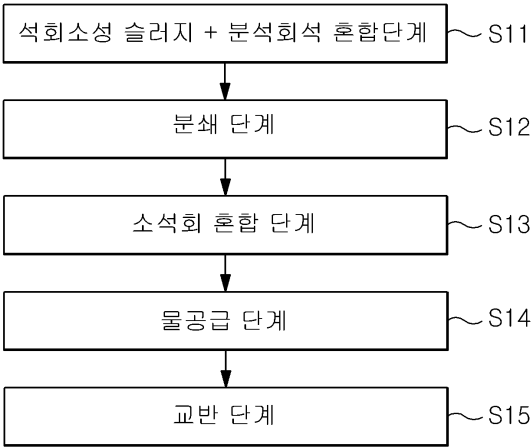 석회소성 슬러지 + 분석회석 혼합단계 S11
분쇄 단계 S12
소석회 혼합 단계 S13
물공급 단계 S14
교반 단계 S15